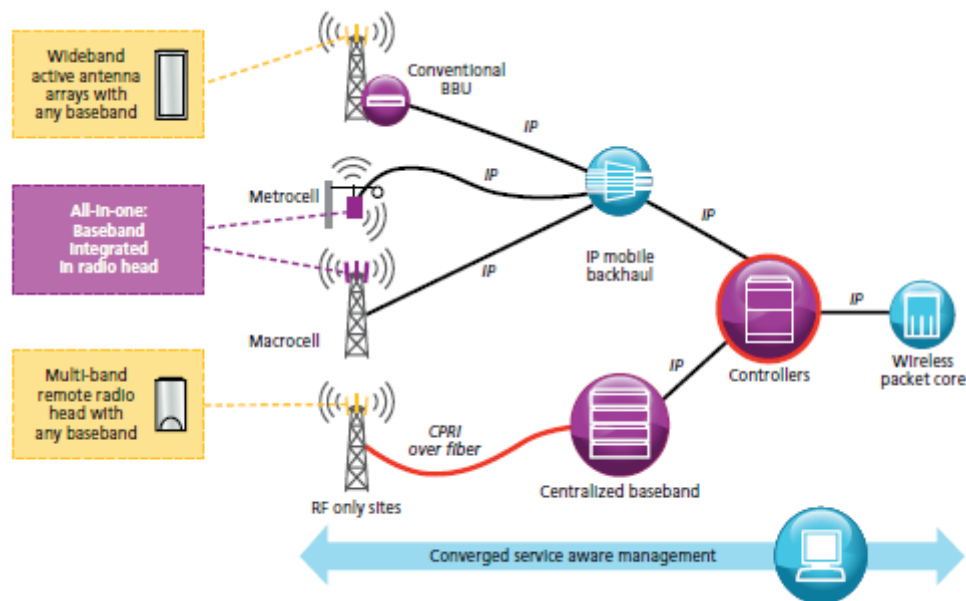 Wideband
active antenna
arrays with
any baseband
Conventional
BBU
IP
Metrocell
IP
All-in-one:
Baseband
Integrated
In radio head
IP
IP mobile
backhaul
IP
Macrocell
IP
Wireless
packet core
Controllers
IP
Multi-band
remote radio
head with
any baseband
CPRI
over fiber
Centralized baseband
RF only sites
Converged service aware management